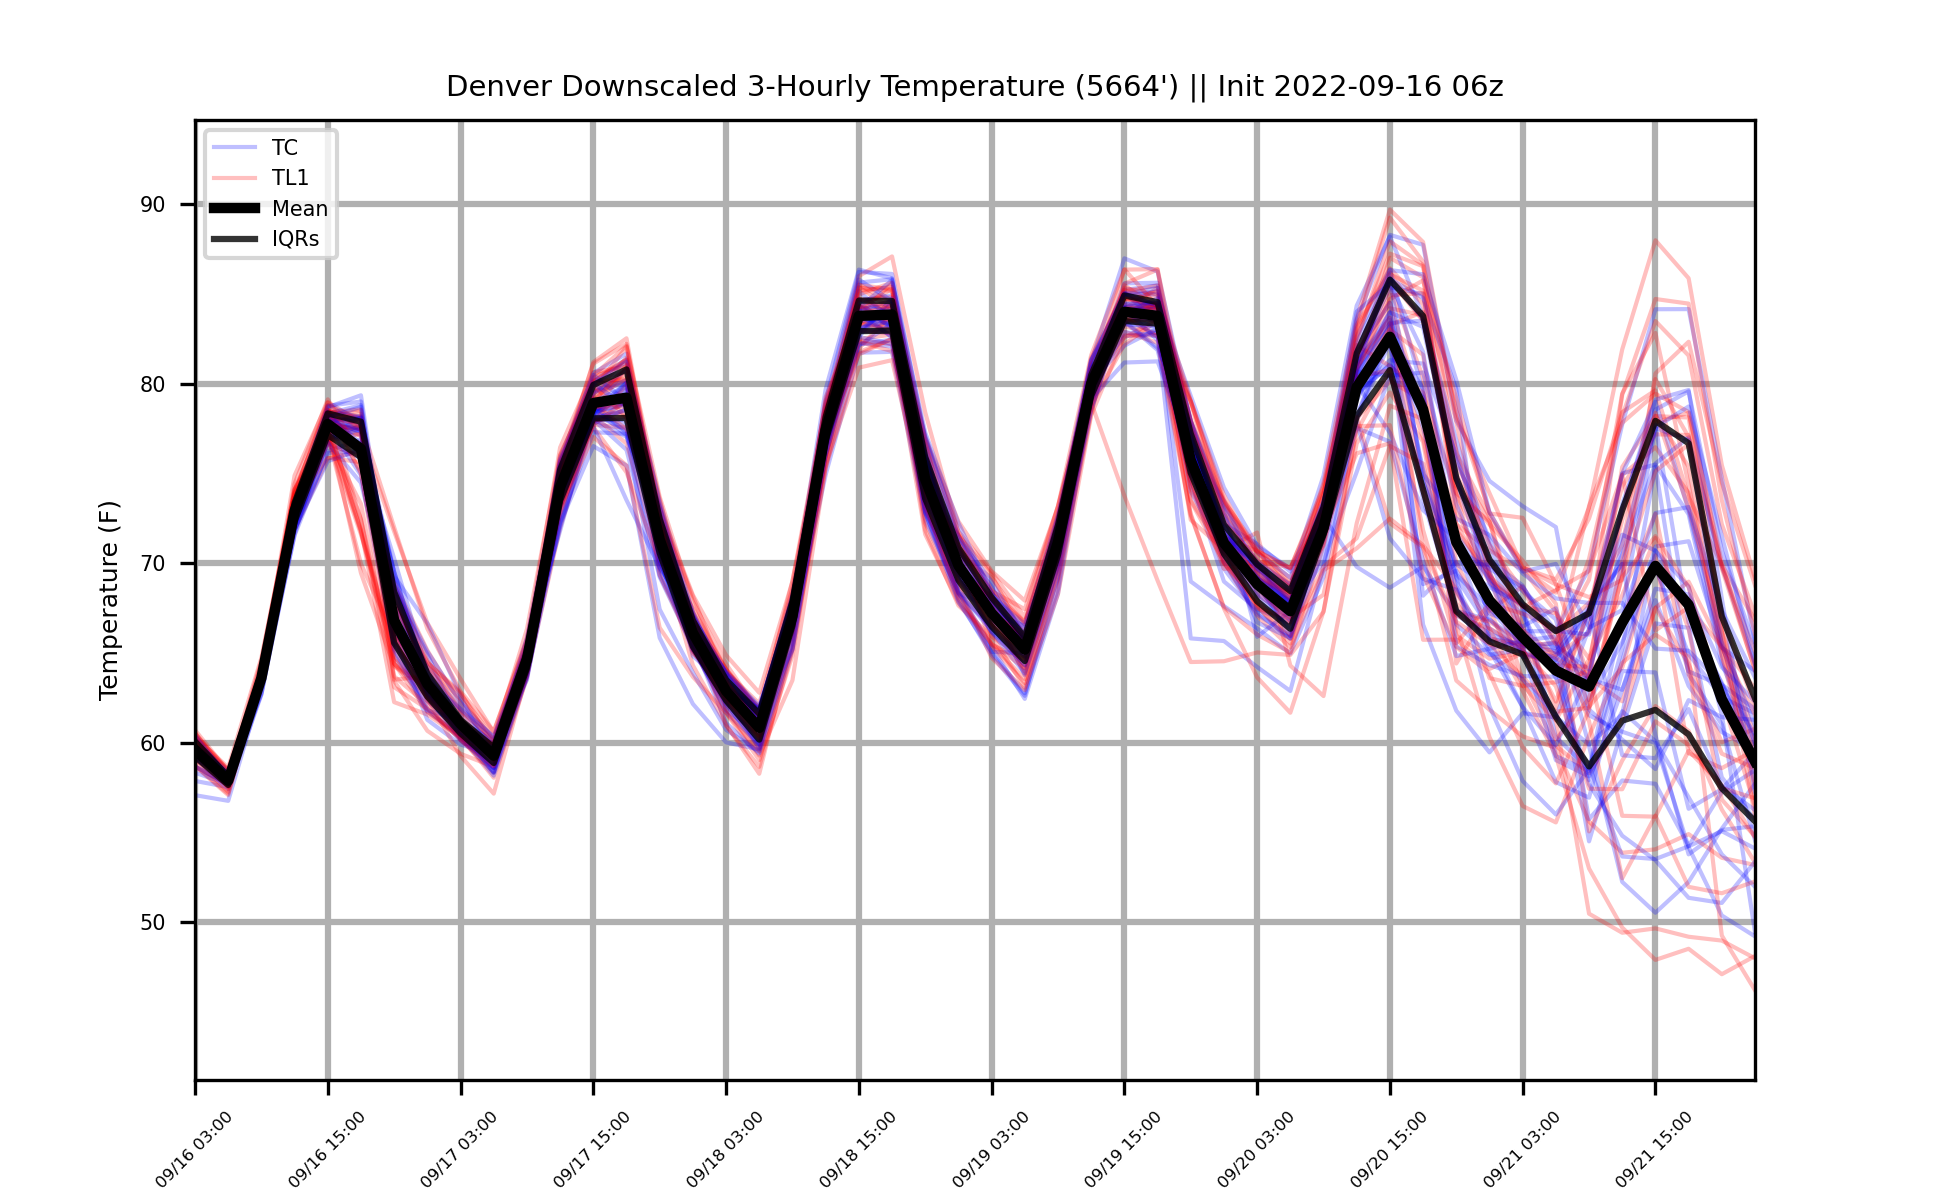 Denver Downscaled 3-Hourly Temperature (5664') || Init 2022-09-16 06z
TC
TL1
Mean
IQRs
Temperature (F)
90
80
70
60
50
09/16 03:00
09/16 15:00
09/17 03:00
09/17 15:00
09/18 03:00
09/18 15:00
09/19 03:00
09/19 15:00
09/20 03:00
09/20 15:00
09/21 03:00
09/21 15:00